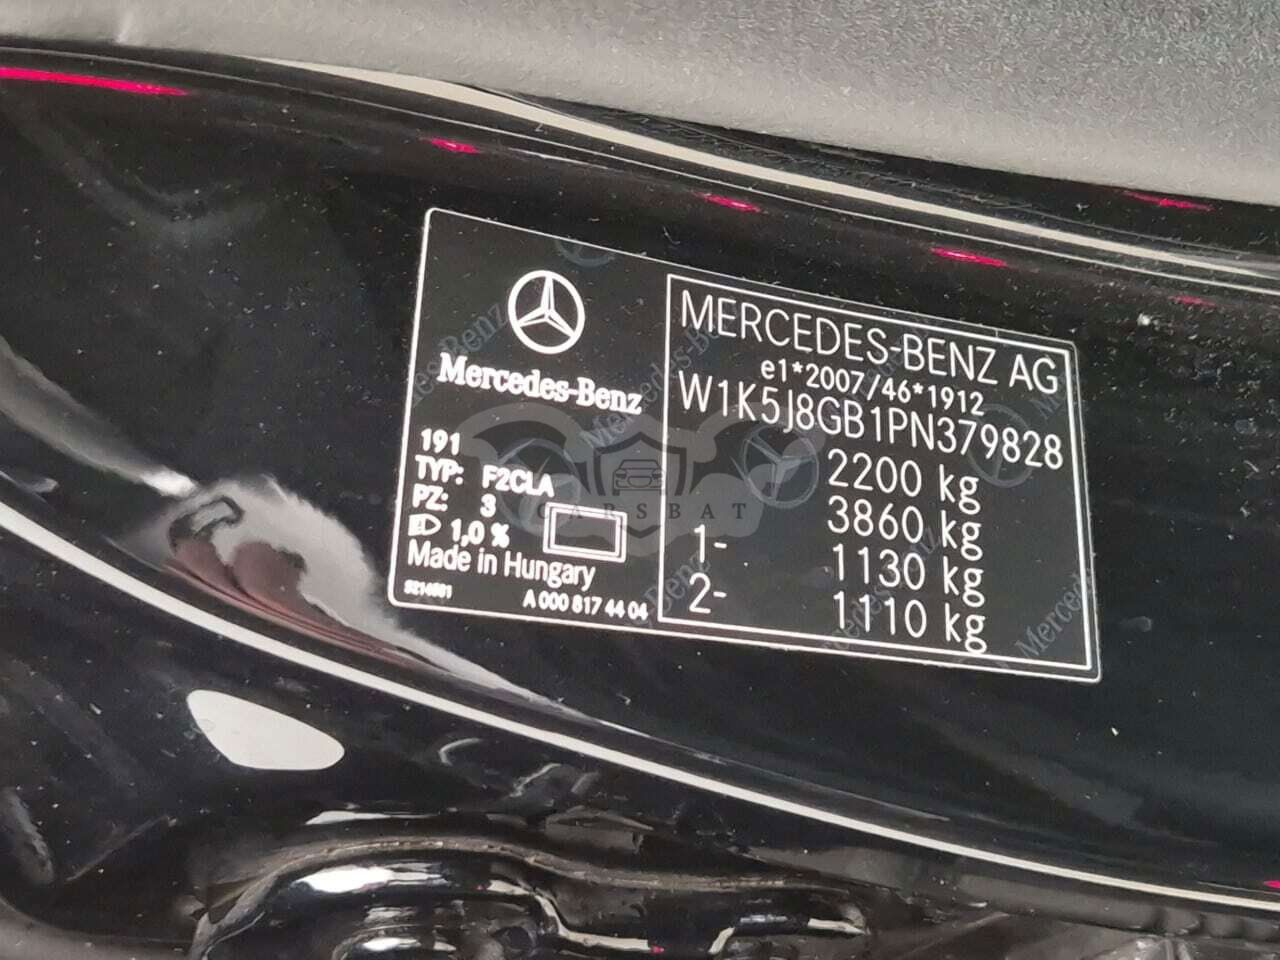 Mercedes-Benz
191
TYP: F2CLA
PZ: 3
1,0 %
Made in Hungary
A 000 817 44 04
MERCEDES-BENZ AG
e1*2007/46*1912
W1K5J8GB1PN379828
2200 kg
3860 kg
1- 1130 kg
2- 1110 kg
CARSBAT